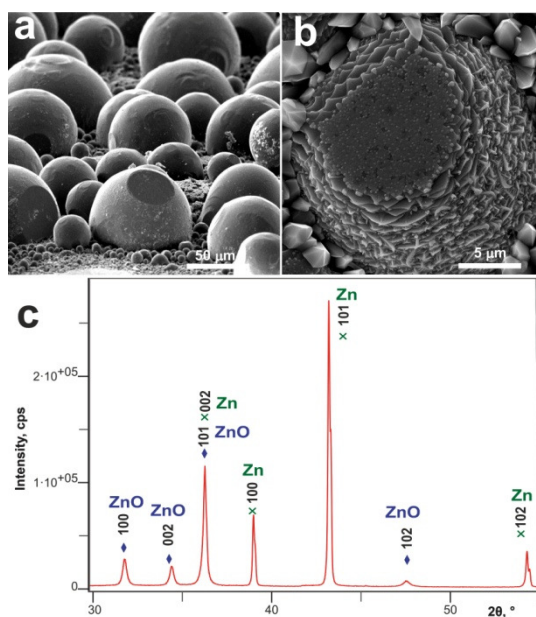 a
50 μm
b
5 μm
c
Intensity, cps
2·10+05
1·10+05
0
30
40
50
2θ, °
ZnO
100
ZnO
002
Zn
002
101
ZnO
Zn
100
Zn
101
ZnO
102
Zn
102